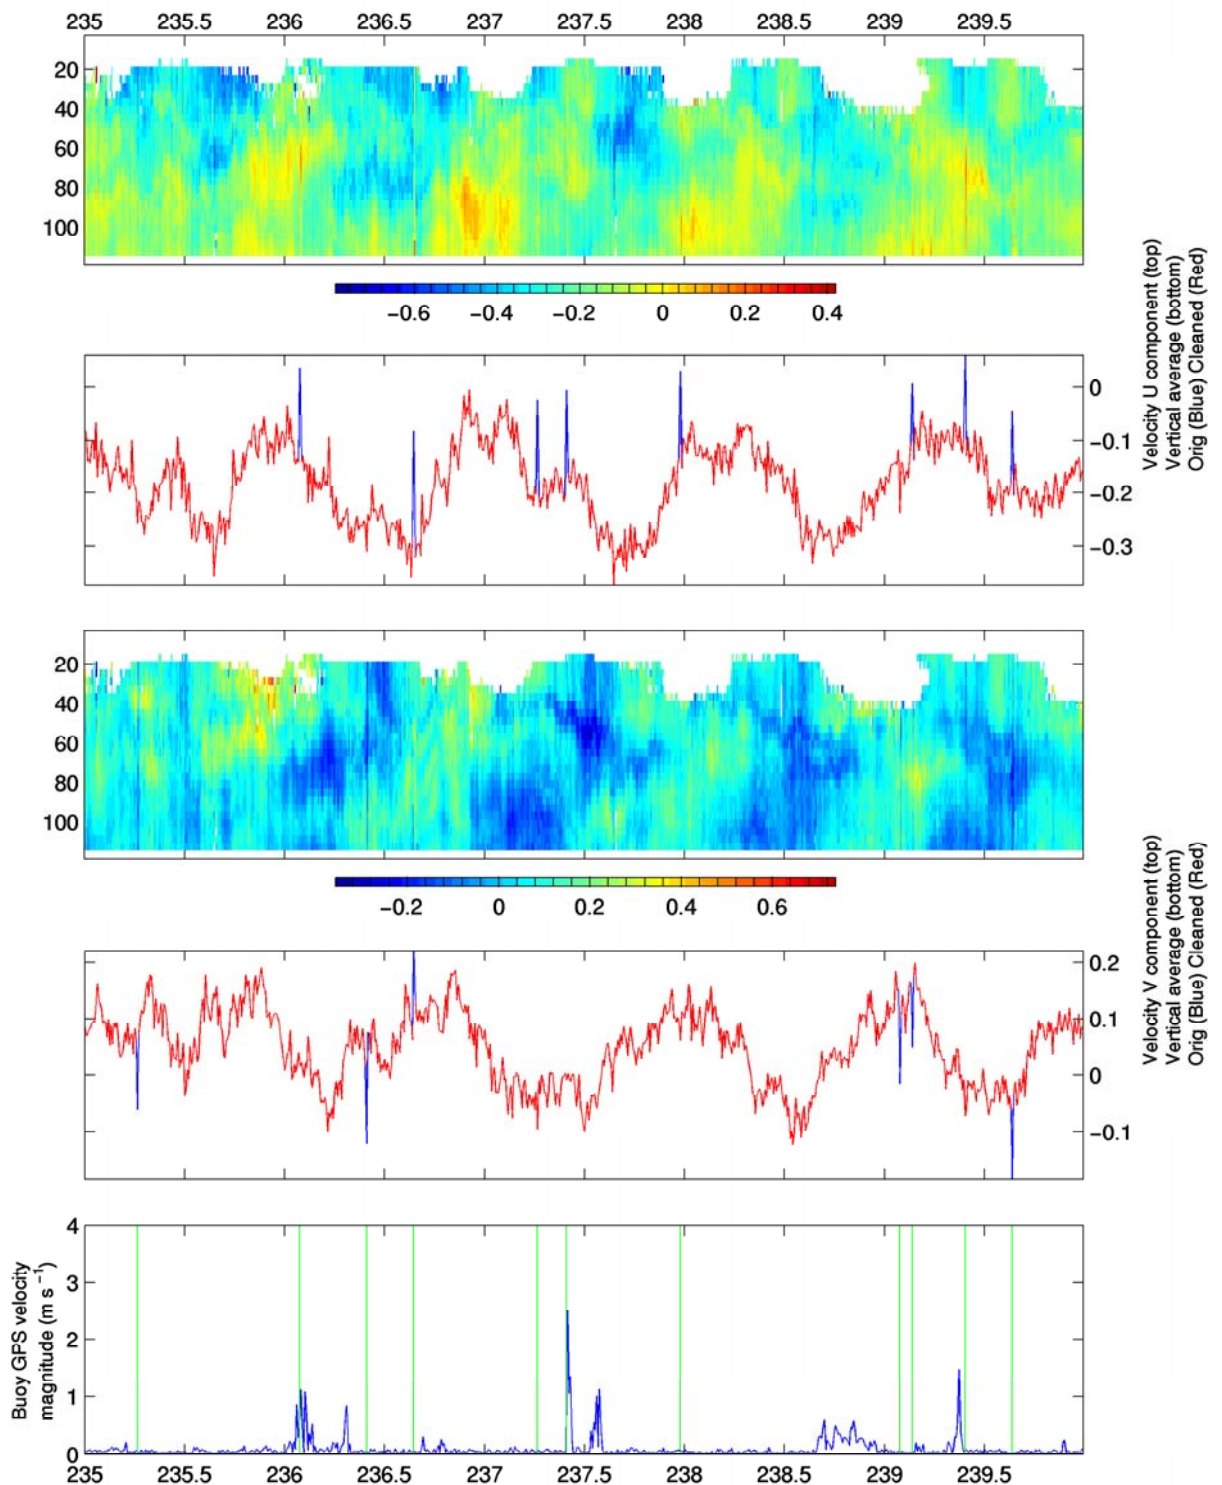 235 235.5 236 236.5 237 237.5 238 238.5 239 239.5
20
40
60
80
100
−0.6 −0.4 −0.2 0 0.2 0.4
Velocity U component (top)
Vertical average (bottom)
Orig (Blue) Cleaned (Red)
0
−0.1
−0.2
−0.3
20
40
60
80
100
−0.2 0 0.2 0.4 0.6
Velocity V component (top)
Vertical average (bottom)
Orig (Blue) Cleaned (Red)
0.2
0.1
0
−0.1
Buoy GPS velocity
magnitude (m s⁻¹)
4
3
2
1
0
235 235.5 236 236.5 237 237.5 238 238.5 239 239.5